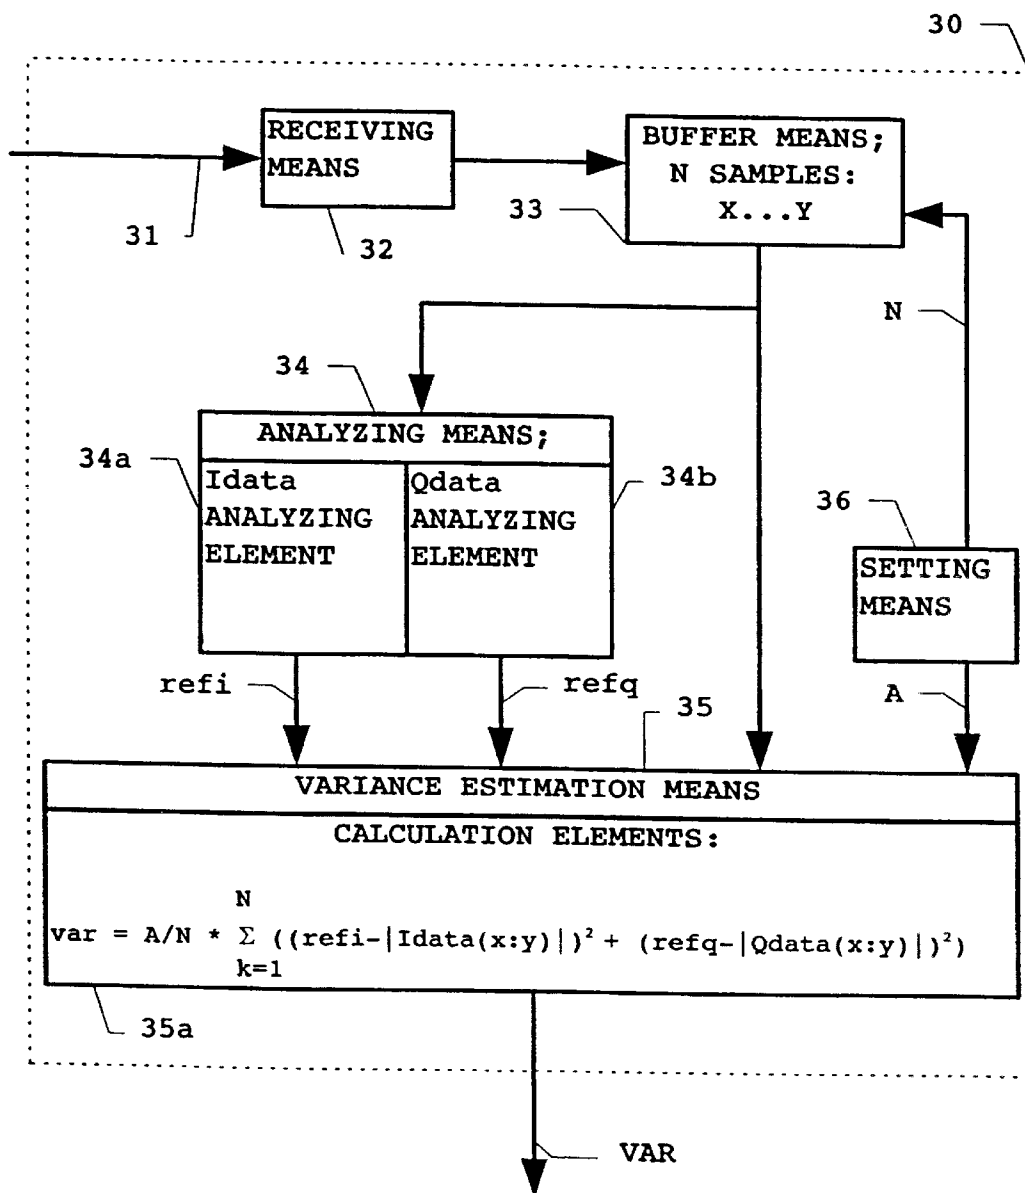 30
RECEIVING
MEANS
BUFFER MEANS;
N SAMPLES:
X...Y
31
32
33
N
34
ANALYZING MEANS;
34a
Idata
ANALYZING
ELEMENT
Qdata
ANALYZING
ELEMENT
34b
36
SETTING
MEANS
refi
refq
35
A
VARIANCE ESTIMATION MEANS
CALCULATION ELEMENTS:
N
var = A/N * Σ ((refi-|Idata(x:y)|)² + (refq-|Qdata(x:y)|)²)
k=1
35a
VAR